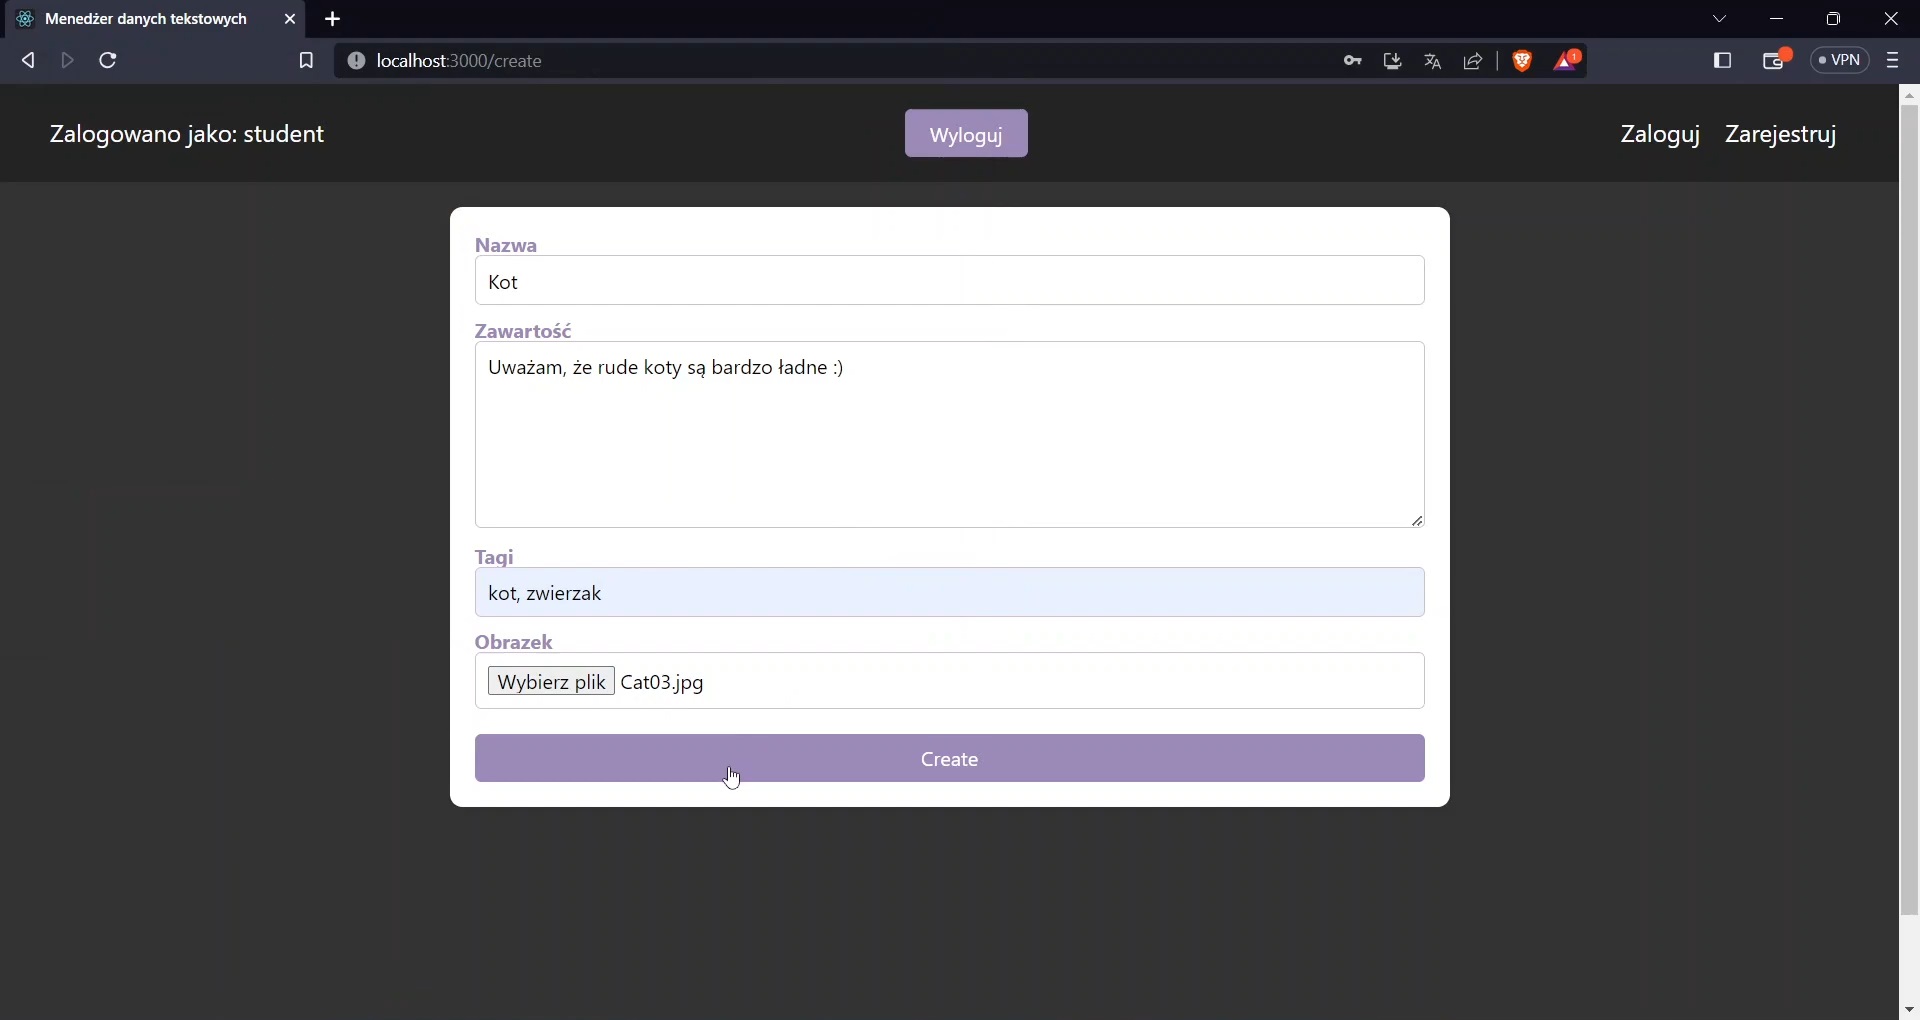 Menedżer danych tekstowych
localhost:3000/create
1
VPN
Zalogowano jako: student
Wyloguj
Zaloguj Zarejestruj
Nazwa
Kot
Zawartość
Uważam, że rude koty są bardzo ładne :)
Tagi
kot, zwierzak
Obrazek
Wybierz plik Cat03.jpg
Create